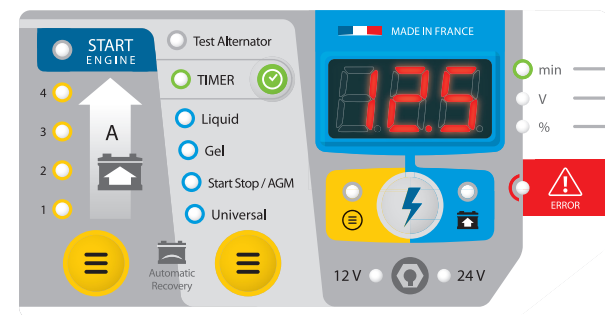 START
ENGINE
4
3
A
2
1
Test Alternator
TIMER
Liquid
Gel
Start Stop / AGM
Universal
Automatic
Recovery
MADE IN FRANCE
12.5
12 V
24 V
min
V
%
ERROR